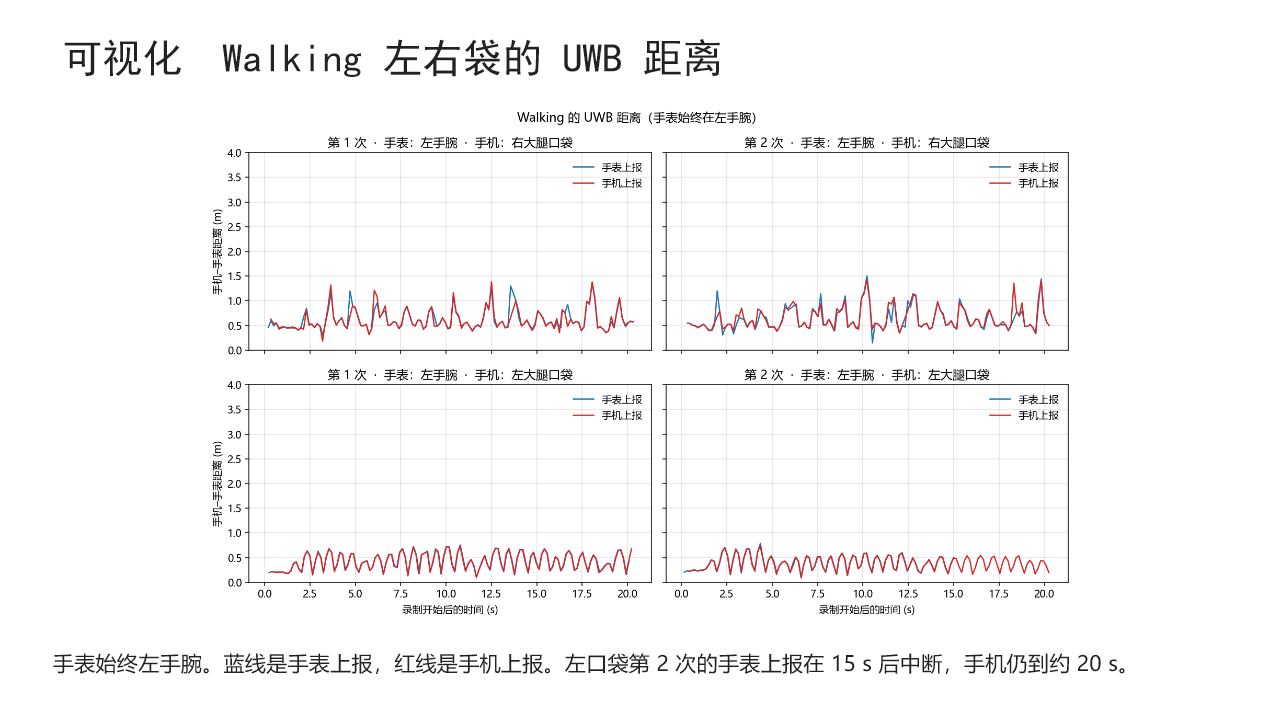 可视化 Walking 左右袋的 UWB 距离
Walking 的 UWB 距离（手表始终在左手腕）
第 1 次 · 手表：左手腕 · 手机：右大腿口袋
第 2 次 · 手表：左手腕 · 手机：右大腿口袋
手表上报
手机上报
手表上报
手机上报
手机–手表距离 (m)
4.0
3.5
3.0
2.5
2.0
1.5
1.0
0.5
0.0
第 1 次 · 手表：左手腕 · 手机：左大腿口袋
第 2 次 · 手表：左手腕 · 手机：左大腿口袋
手表上报
手机上报
手表上报
手机上报
手机–手表距离 (m)
4.0
3.5
3.0
2.5
2.0
1.5
1.0
0.5
0.0
0.0 2.5 5.0 7.5 10.0 12.5 15.0 17.5 20.0
0.0 2.5 5.0 7.5 10.0 12.5 15.0 17.5 20.0
录制开始后的时间 (s)
录制开始后的时间 (s)
手表始终左手腕。蓝线是手表上报，红线是手机上报。左口袋第 2 次的手表上报在 15 s 后中断，手机仍到约 20 s。